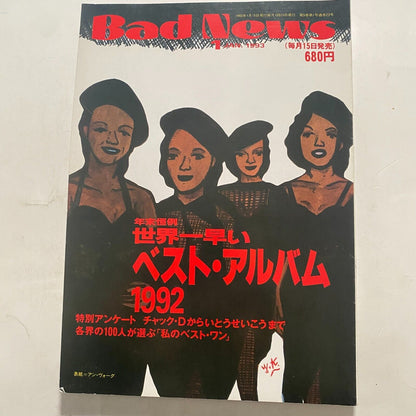 Bad News
1 JAN. 1993
(毎月15日発売)
680円
年末恒例
世界一早い
ベスト・アルバム
1992
特別アンケート チャック・Dからいとうせいこうまで
各界の100人が選ぶ「私のベスト・ワン」
表紙=アン・ヴォーグ